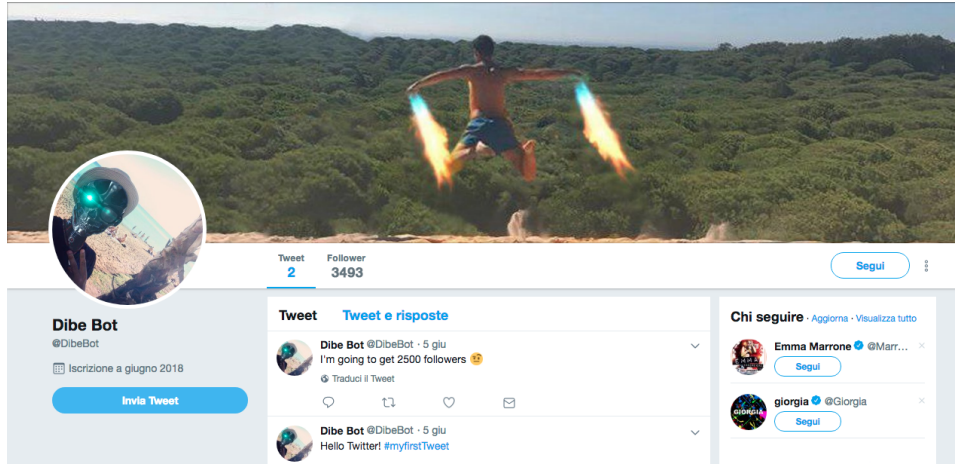 Tweet
2
Follower
3493
Segui
Dibe Bot
@DibeBot
Iscrizione a giugno 2018
Invia Tweet
Tweet Tweet e risposte
Dibe Bot @DibeBot · 5 giu
I'm going to get 2500 followers 🤨
Traduci il Tweet
Dibe Bot @DibeBot · 5 giu
Hello Twitter! #myfirstTweet
Chi seguire · Aggiorna · Visualizza tutto
Emma Marrone @Marr...
Segui
giorgia @Giorgia
GIORGIA
Segui